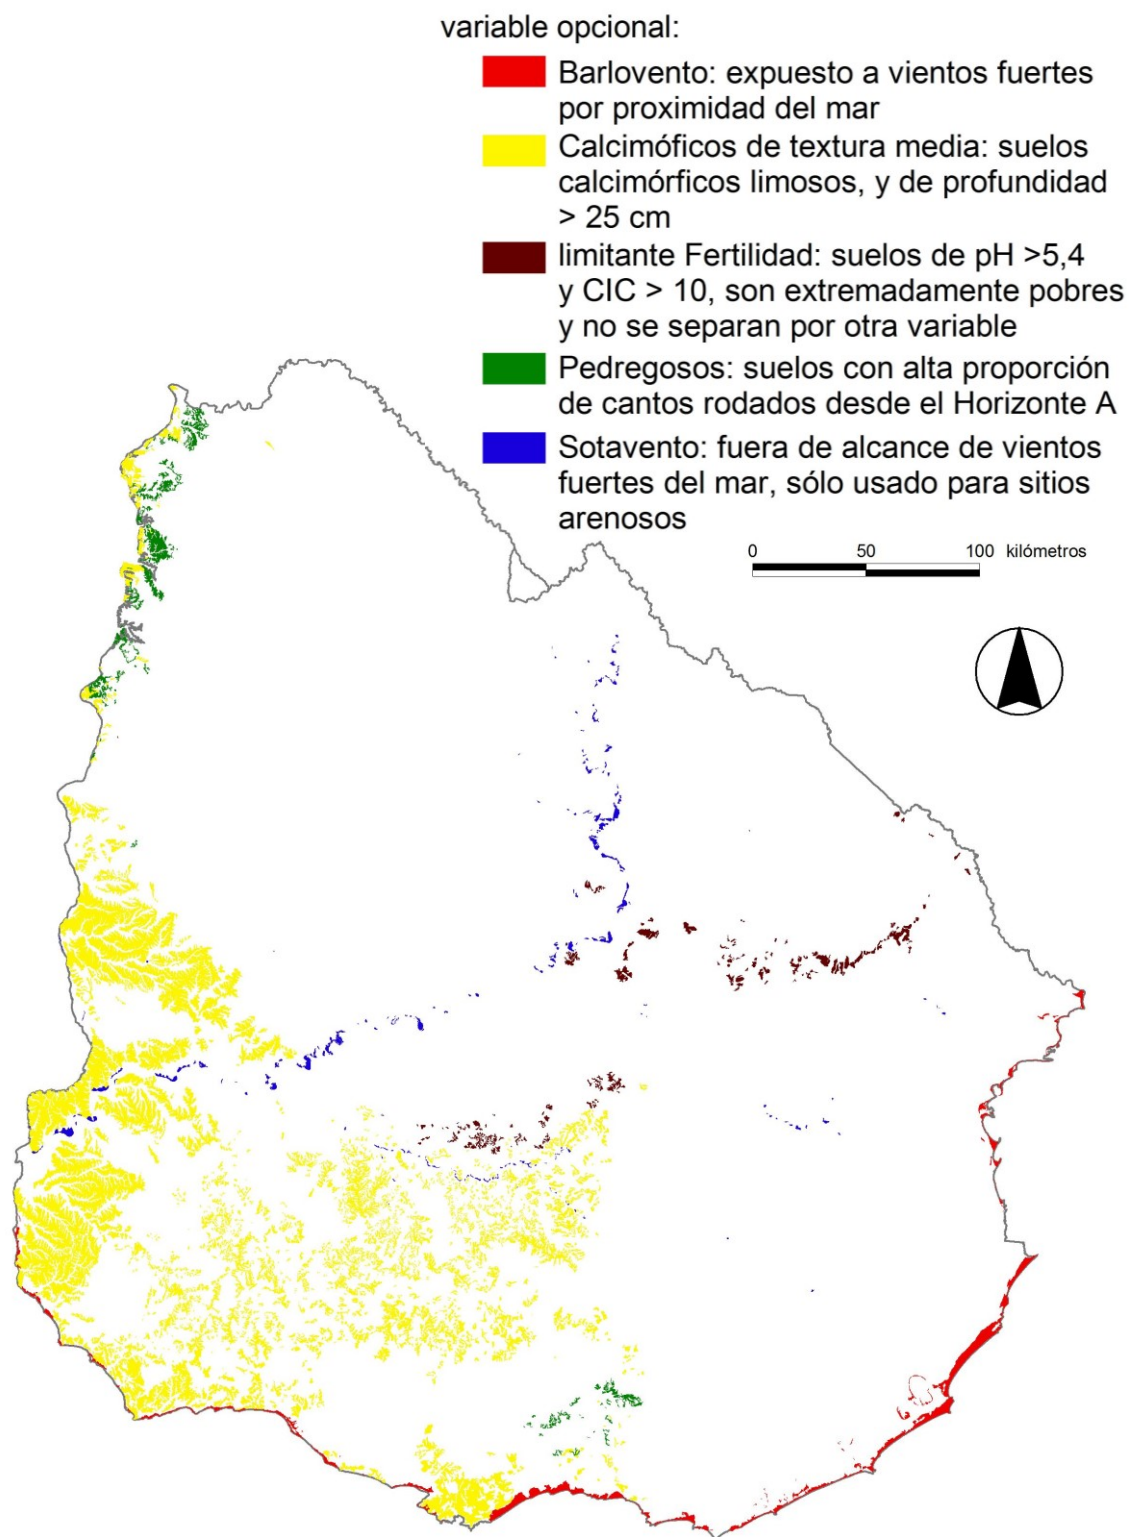 variable opcional:
Barlovento: expuesto a vientos fuertes
por proximidad del mar
Calcimóficos de textura media: suelos
calcimórficos limosos, y de profundidad
> 25 cm
limitante Fertilidad: suelos de pH >5,4
y CIC > 10, son extremadamente pobres
y no se separan por otra variable
Pedregosos: suelos con alta proporción
de cantos rodados desde el Horizonte A
Sotavento: fuera de alcance de vientos
fuertes del mar, sólo usado para sitios
arenosos
0 50 100 kilómetros